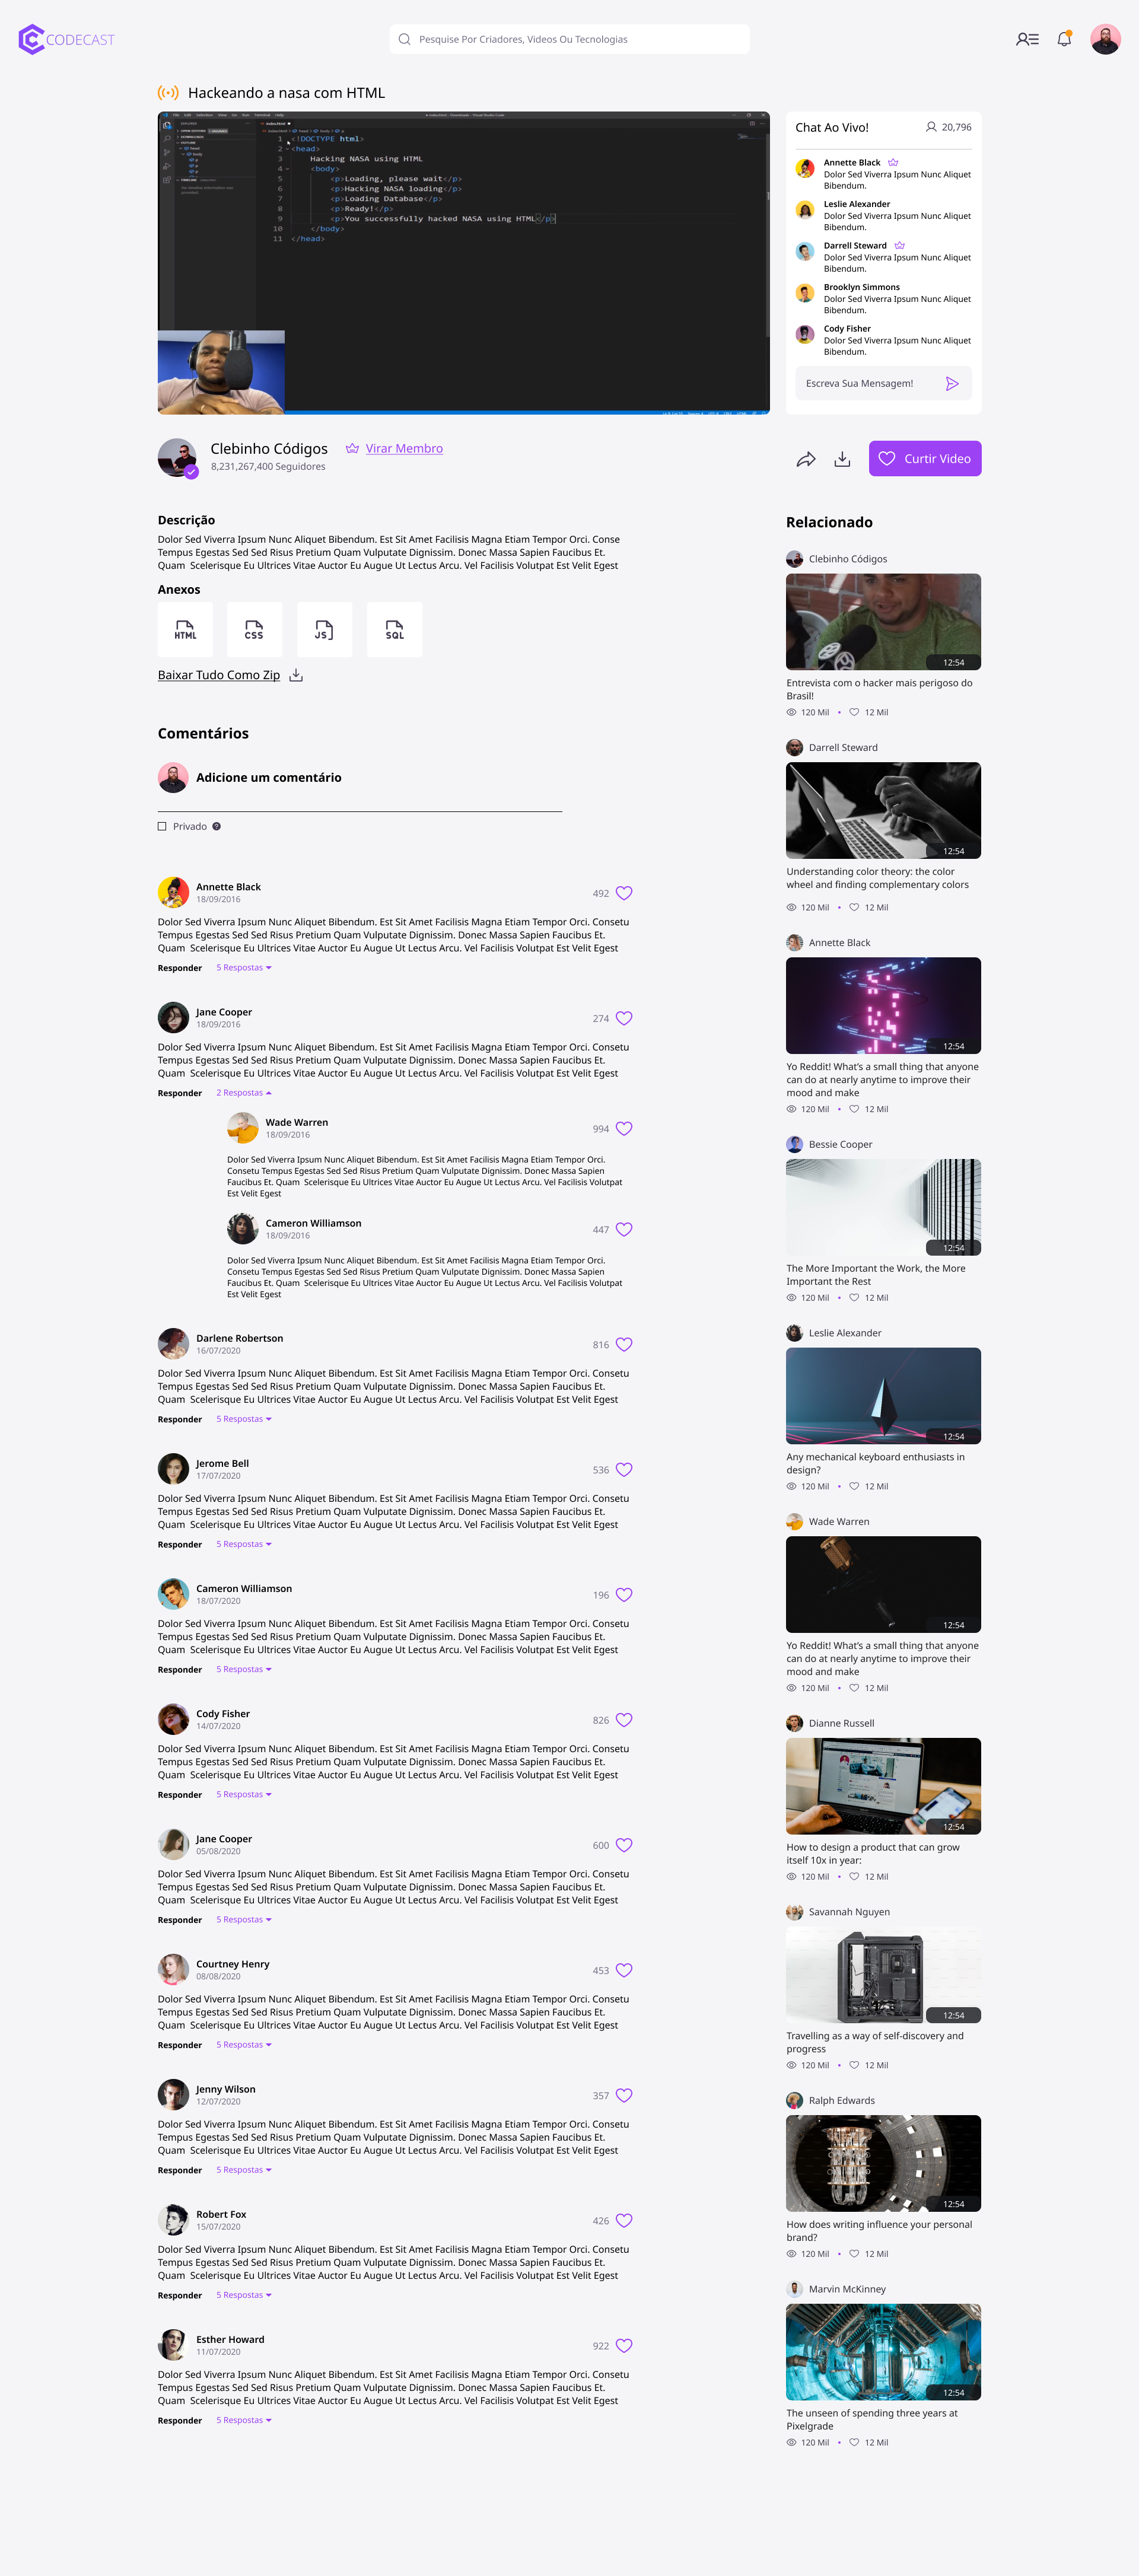 CODECAST
Pesquise Por Criadores, Videos Ou Tecnologias
Hackeando a nasa com HTML
1 <!DOCTYPE html>
2 <head>
3 Hacking NASA using HTML
4 <body>
5 <p>Loading, please wait</p>
6 <p>Hacking NASA loading</p>
7 <p>Loading Database</p>
8 <p>Ready!</p>
9 <p>You successfully hacked NASA using HTML</p>
10 </body>
11 </head>
Chat Ao Vivo!
20,796
Annette Black
Dolor Sed Viverra Ipsum Nunc Aliquet
Bibendum.
Leslie Alexander
Dolor Sed Viverra Ipsum Nunc Aliquet
Bibendum.
Darrell Steward
Dolor Sed Viverra Ipsum Nunc Aliquet
Bibendum.
Brooklyn Simmons
Dolor Sed Viverra Ipsum Nunc Aliquet
Bibendum.
Cody Fisher
Dolor Sed Viverra Ipsum Nunc Aliquet
Bibendum.
Escreva Sua Mensagem!
Clebinho Códigos
8,231,267,400 Seguidores
Virar Membro
Curtir Video
Descrição
Dolor Sed Viverra Ipsum Nunc Aliquet Bibendum. Est Sit Amet Facilisis Magna Etiam Tempor Orci. Conse
Tempus Egestas Sed Sed Risus Pretium Quam Vulputate Dignissim. Donec Massa Sapien Faucibus Et.
Quam  Scelerisque Eu Ultrices Vitae Auctor Eu Augue Ut Lectus Arcu. Vel Facilisis Volutpat Est Velit Egest
Anexos
HTML
CSS
JS
SQL
Baixar Tudo Como Zip
Comentários
Adicione um comentário
Privado
Annette Black
18/09/2016
492
Dolor Sed Viverra Ipsum Nunc Aliquet Bibendum. Est Sit Amet Facilisis Magna Etiam Tempor Orci. Consetu
Tempus Egestas Sed Sed Risus Pretium Quam Vulputate Dignissim. Donec Massa Sapien Faucibus Et.
Quam  Scelerisque Eu Ultrices Vitae Auctor Eu Augue Ut Lectus Arcu. Vel Facilisis Volutpat Est Velit Egest
Responder
5 Respostas
Jane Cooper
18/09/2016
274
Dolor Sed Viverra Ipsum Nunc Aliquet Bibendum. Est Sit Amet Facilisis Magna Etiam Tempor Orci. Consetu
Tempus Egestas Sed Sed Risus Pretium Quam Vulputate Dignissim. Donec Massa Sapien Faucibus Et.
Quam  Scelerisque Eu Ultrices Vitae Auctor Eu Augue Ut Lectus Arcu. Vel Facilisis Volutpat Est Velit Egest
Responder
2 Respostas
Wade Warren
18/09/2016
994
Dolor Sed Viverra Ipsum Nunc Aliquet Bibendum. Est Sit Amet Facilisis Magna Etiam Tempor Orci.
Consetu Tempus Egestas Sed Sed Risus Pretium Quam Vulputate Dignissim. Donec Massa Sapien
Faucibus Et. Quam  Scelerisque Eu Ultrices Vitae Auctor Eu Augue Ut Lectus Arcu. Vel Facilisis Volutpat
Est Velit Egest
Cameron Williamson
18/09/2016
447
Dolor Sed Viverra Ipsum Nunc Aliquet Bibendum. Est Sit Amet Facilisis Magna Etiam Tempor Orci.
Consetu Tempus Egestas Sed Sed Risus Pretium Quam Vulputate Dignissim. Donec Massa Sapien
Faucibus Et. Quam  Scelerisque Eu Ultrices Vitae Auctor Eu Augue Ut Lectus Arcu. Vel Facilisis Volutpat
Est Velit Egest
Darlene Robertson
16/07/2020
816
Dolor Sed Viverra Ipsum Nunc Aliquet Bibendum. Est Sit Amet Facilisis Magna Etiam Tempor Orci. Consetu
Tempus Egestas Sed Sed Risus Pretium Quam Vulputate Dignissim. Donec Massa Sapien Faucibus Et.
Quam  Scelerisque Eu Ultrices Vitae Auctor Eu Augue Ut Lectus Arcu. Vel Facilisis Volutpat Est Velit Egest
Responder
5 Respostas
Jerome Bell
17/07/2020
536
Dolor Sed Viverra Ipsum Nunc Aliquet Bibendum. Est Sit Amet Facilisis Magna Etiam Tempor Orci. Consetu
Tempus Egestas Sed Sed Risus Pretium Quam Vulputate Dignissim. Donec Massa Sapien Faucibus Et.
Quam  Scelerisque Eu Ultrices Vitae Auctor Eu Augue Ut Lectus Arcu. Vel Facilisis Volutpat Est Velit Egest
Responder
5 Respostas
Cameron Williamson
18/07/2020
196
Dolor Sed Viverra Ipsum Nunc Aliquet Bibendum. Est Sit Amet Facilisis Magna Etiam Tempor Orci. Consetu
Tempus Egestas Sed Sed Risus Pretium Quam Vulputate Dignissim. Donec Massa Sapien Faucibus Et.
Quam  Scelerisque Eu Ultrices Vitae Auctor Eu Augue Ut Lectus Arcu. Vel Facilisis Volutpat Est Velit Egest
Responder
5 Respostas
Cody Fisher
14/07/2020
826
Dolor Sed Viverra Ipsum Nunc Aliquet Bibendum. Est Sit Amet Facilisis Magna Etiam Tempor Orci. Consetu
Tempus Egestas Sed Sed Risus Pretium Quam Vulputate Dignissim. Donec Massa Sapien Faucibus Et.
Quam  Scelerisque Eu Ultrices Vitae Auctor Eu Augue Ut Lectus Arcu. Vel Facilisis Volutpat Est Velit Egest
Responder
5 Respostas
Jane Cooper
05/08/2020
600
Dolor Sed Viverra Ipsum Nunc Aliquet Bibendum. Est Sit Amet Facilisis Magna Etiam Tempor Orci. Consetu
Tempus Egestas Sed Sed Risus Pretium Quam Vulputate Dignissim. Donec Massa Sapien Faucibus Et.
Quam  Scelerisque Eu Ultrices Vitae Auctor Eu Augue Ut Lectus Arcu. Vel Facilisis Volutpat Est Velit Egest
Responder
5 Respostas
Courtney Henry
08/08/2020
453
Dolor Sed Viverra Ipsum Nunc Aliquet Bibendum. Est Sit Amet Facilisis Magna Etiam Tempor Orci. Consetu
Tempus Egestas Sed Sed Risus Pretium Quam Vulputate Dignissim. Donec Massa Sapien Faucibus Et.
Quam  Scelerisque Eu Ultrices Vitae Auctor Eu Augue Ut Lectus Arcu. Vel Facilisis Volutpat Est Velit Egest
Responder
5 Respostas
Jenny Wilson
12/07/2020
357
Dolor Sed Viverra Ipsum Nunc Aliquet Bibendum. Est Sit Amet Facilisis Magna Etiam Tempor Orci. Consetu
Tempus Egestas Sed Sed Risus Pretium Quam Vulputate Dignissim. Donec Massa Sapien Faucibus Et.
Quam  Scelerisque Eu Ultrices Vitae Auctor Eu Augue Ut Lectus Arcu. Vel Facilisis Volutpat Est Velit Egest
Responder
5 Respostas
Robert Fox
15/07/2020
426
Dolor Sed Viverra Ipsum Nunc Aliquet Bibendum. Est Sit Amet Facilisis Magna Etiam Tempor Orci. Consetu
Tempus Egestas Sed Sed Risus Pretium Quam Vulputate Dignissim. Donec Massa Sapien Faucibus Et.
Quam  Scelerisque Eu Ultrices Vitae Auctor Eu Augue Ut Lectus Arcu. Vel Facilisis Volutpat Est Velit Egest
Responder
5 Respostas
Esther Howard
11/07/2020
922
Dolor Sed Viverra Ipsum Nunc Aliquet Bibendum. Est Sit Amet Facilisis Magna Etiam Tempor Orci. Consetu
Tempus Egestas Sed Sed Risus Pretium Quam Vulputate Dignissim. Donec Massa Sapien Faucibus Et.
Quam  Scelerisque Eu Ultrices Vitae Auctor Eu Augue Ut Lectus Arcu. Vel Facilisis Volutpat Est Velit Egest
Responder
5 Respostas
Relacionado
Clebinho Códigos
12:54
Entrevista com o hacker mais perigoso do
Brasil!
120 Mil • 12 Mil
Darrell Steward
12:54
Understanding color theory: the color
wheel and finding complementary colors
120 Mil • 12 Mil
Annette Black
12:54
Yo Reddit! What's a small thing that anyone
can do at nearly anytime to improve their
mood and make
120 Mil • 12 Mil
Bessie Cooper
12:54
The More Important the Work, the More
Important the Rest
120 Mil • 12 Mil
Leslie Alexander
12:54
Any mechanical keyboard enthusiasts in
design?
120 Mil • 12 Mil
Wade Warren
12:54
Yo Reddit! What's a small thing that anyone
can do at nearly anytime to improve their
mood and make
120 Mil • 12 Mil
Dianne Russell
12:54
How to design a product that can grow
itself 10x in year:
120 Mil • 12 Mil
Savannah Nguyen
12:54
Travelling as a way of self-discovery and
progress
120 Mil • 12 Mil
Ralph Edwards
12:54
How does writing influence your personal
brand?
120 Mil • 12 Mil
Marvin McKinney
12:54
The unseen of spending three years at
Pixelgrade
120 Mil • 12 Mil